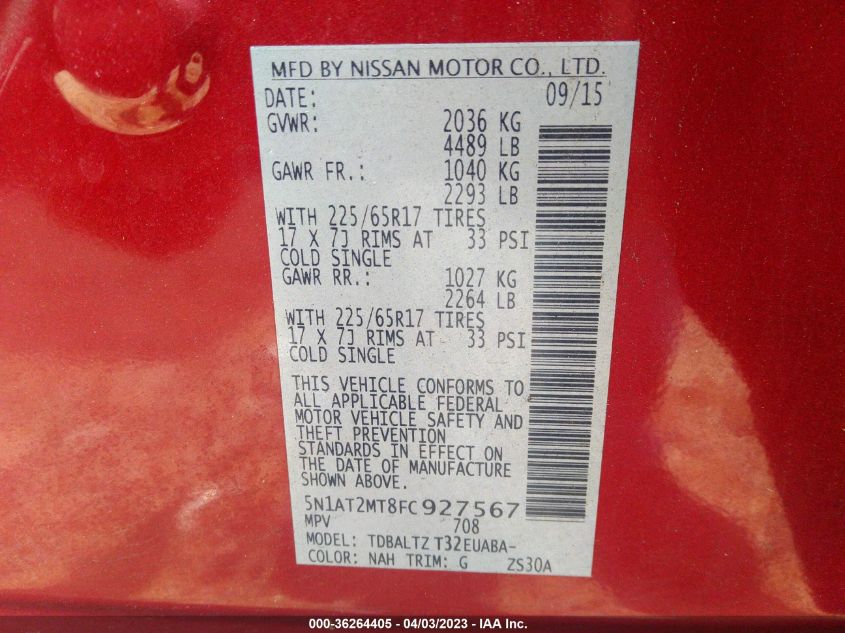 MFD BY NISSAN MOTOR CO., LTD.
DATE: 09/15
GVWR: 2036 KG
4489 LB
GAWR FR.: 1040 KG
2293 LB
WITH 225/65R17 TIRES
17 X 7J RIMS AT 33 PSI
COLD SINGLE
GAWR RR.: 1027 KG
2264 LB
WITH 225/65R17 TIRES
17 X 7J RIMS AT 33 PSI
COLD SINGLE
THIS VEHICLE CONFORMS TO
ALL APPLICABLE FEDERAL
MOTOR VEHICLE SAFETY AND
THEFT PREVENTION
STANDARDS IN EFFECT ON
THE DATE OF MANUFACTURE
SHOWN ABOVE.
5N1AT2MT8FC927567
MPV 708
MODEL: TDBALTZ T32EUABA-
COLOR: NAH TRIM: G ZS30A
000-36264405 - 04/03/2023 - IAA Inc.